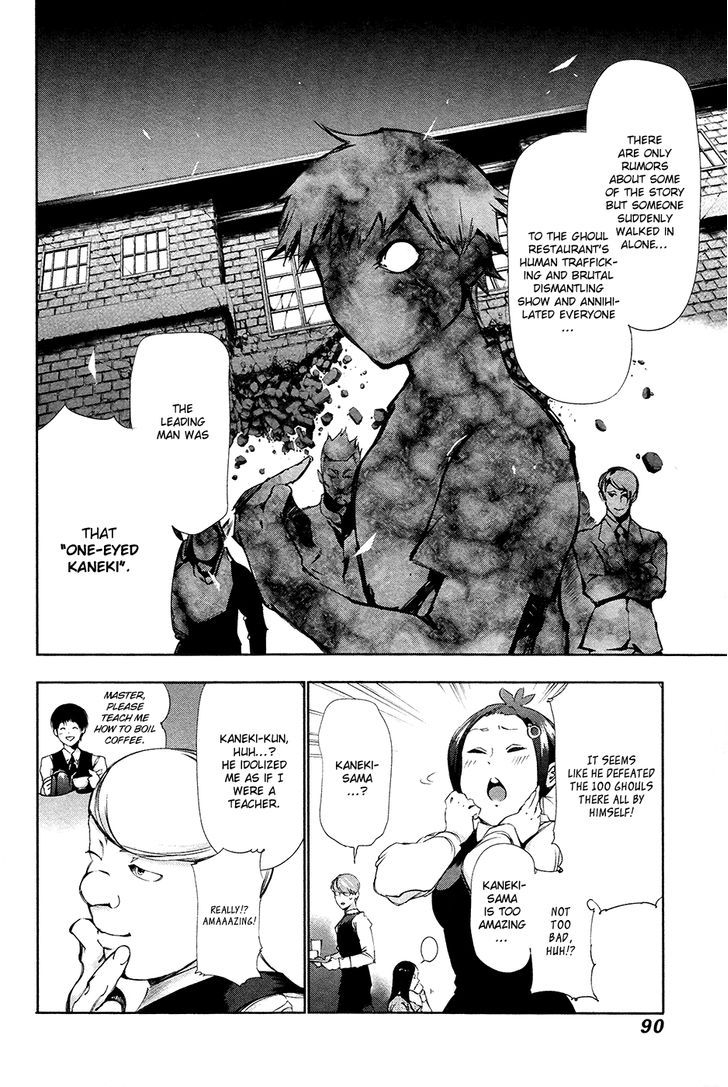 THERE
ARE ONLY
RUMORS
ABOUT SOME
OF THE STORY
BUT SOMEONE
SUDDENLY
WALKED IN
ALONE...
TO THE GHOUL
RESTAURANT'S
HUMAN TRAFFICK-
ING AND BRUTAL
DISMANTLING
SHOW AND ANNIHI-
LATED EVERYONE
...
THE
LEADING
MAN WAS
THAT
"ONE-EYED
KANEKI".
IT SEEMS
LIKE HE DEFEATED
THE 100 GHOULS
THERE ALL BY
HIMSELF!
NOT
TOO
BAD,
HUH!?
KANEKI-
SAMA
IS TOO
AMAZING
...
KANEKI-
SAMA
...?
KANEKI-KUN,
HUH...?
HE IDOLIZED
ME AS IF I
WERE A
TEACHER.
REALLY!?
AMAAAZING!
MASTER,
PLEASE
TEACH ME
HOW TO BOIL
COFFEE.
90